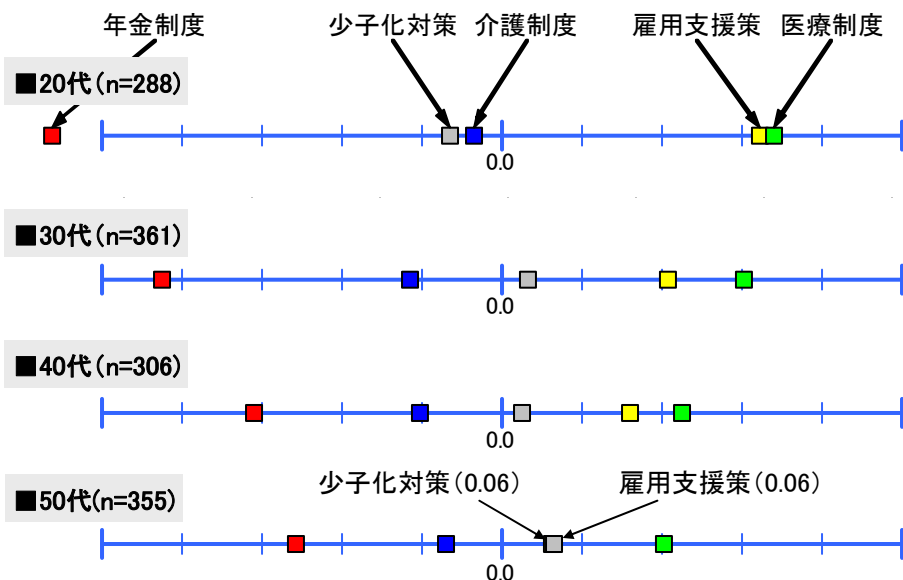 年金制度 少子化対策 介護制度 雇用支援策 医療制度
■20代(n=288)
0.0
■30代(n=361)
0.0
■40代(n=306)
0.0
■50代(n=355)
少子化対策(0.06) 雇用支援策(0.06)
0.0